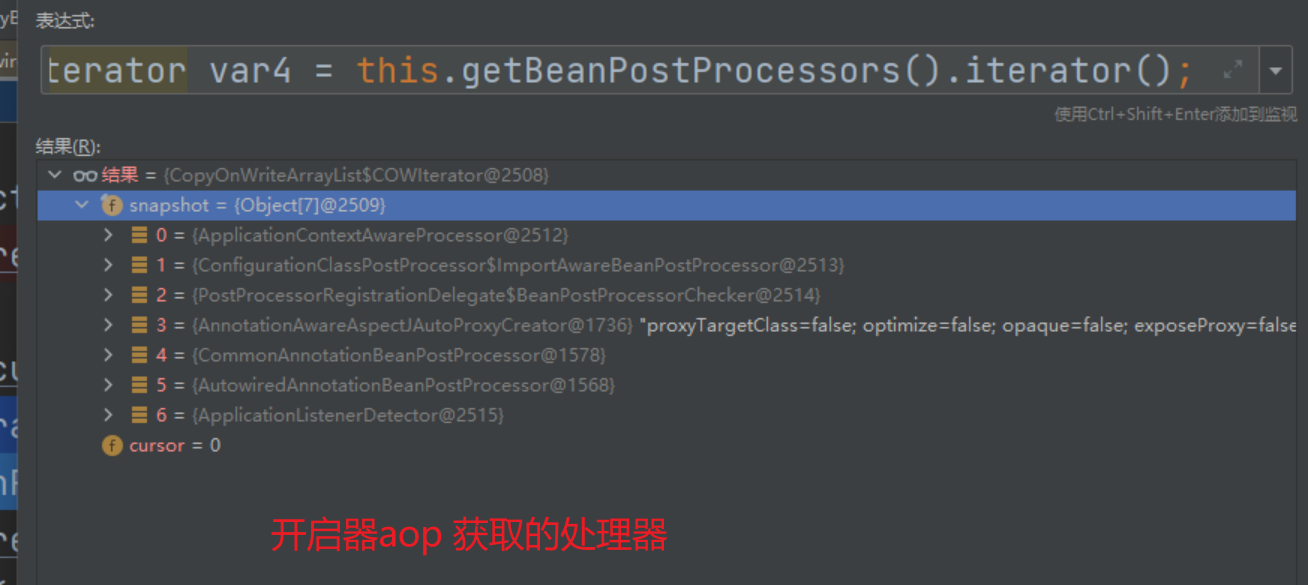 表达式:
terator var4 = this.getBeanPostProcessors().iterator();
使用Ctrl+Shift+Enter添加到监视
结果(R):
结果 = {CopyOnWriteArrayList$COWIterator@2508}
snapshot = {Object[7]@2509}
0 = {ApplicationContextAwareProcessor@2512}
1 = {ConfigurationClassPostProcessor$ImportAwareBeanPostProcessor@2513}
2 = {PostProcessorRegistrationDelegate$BeanPostProcessorChecker@2514}
3 = {AnnotationAwareAspectJAutoProxyCreator@1736} "proxyTargetClass=false; optimize=false; opaque=false; exposeProxy=false
4 = {CommonAnnotationBeanPostProcessor@1578}
5 = {AutowiredAnnotationBeanPostProcessor@1568}
6 = {ApplicationListenerDetector@2515}
cursor = 0
开启器aop 获取的处理器